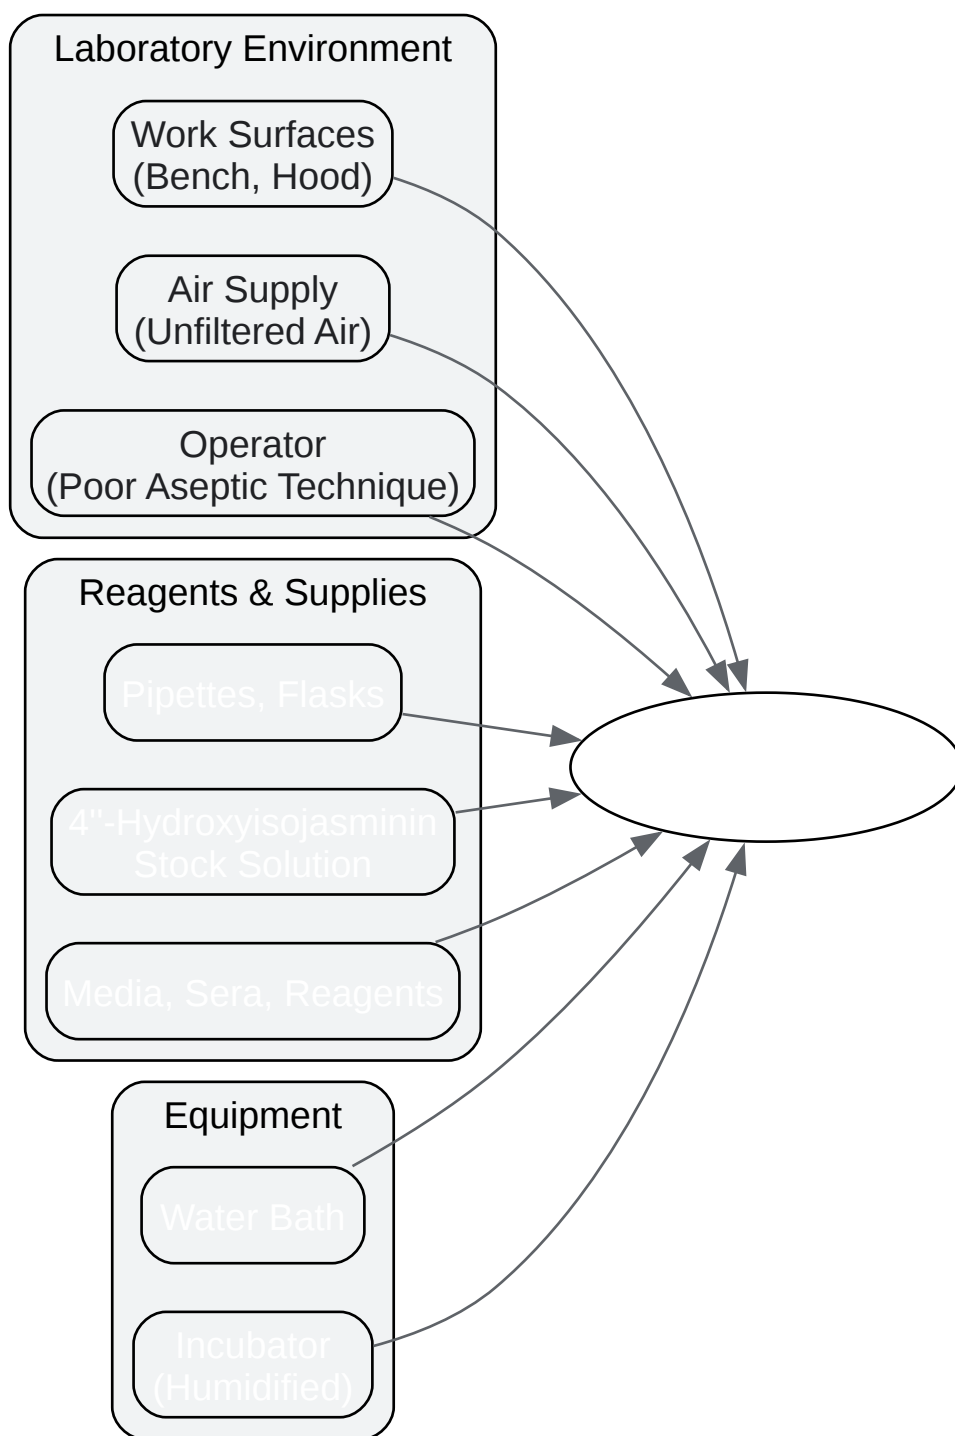 Laboratory Environment
Work Surfaces
(Bench, Hood)
Air Supply
(Unfiltered Air)
Operator
(Poor Aseptic Technique)
Reagents & Supplies
Pipettes, Flasks
4''-Hydroxyisojasminin
Stock Solution
Media, Sera, Reagents
Equipment
Water Bath
Incubator
(Humidified)